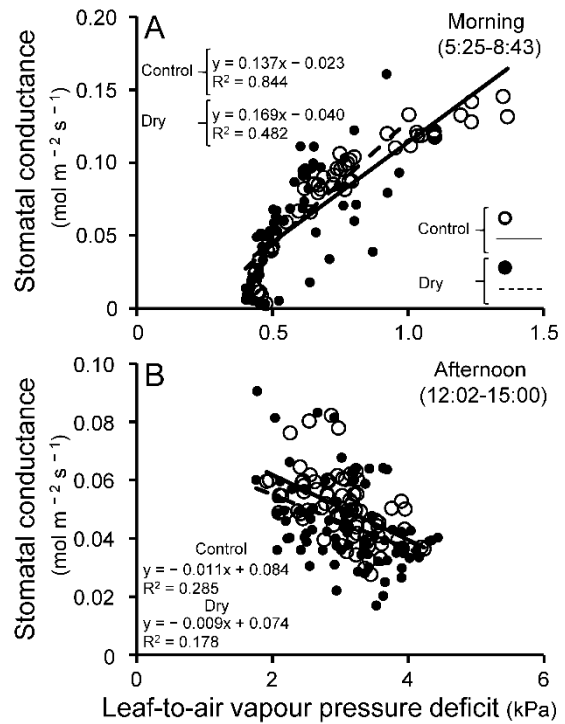 A
Morning
(5:25-8:43)
Control
y = 0.137x − 0.023
R² = 0.844
Dry
y = 0.169x − 0.040
R² = 0.482
Stomatal conductance
(mol m⁻² s⁻¹)
0.20
0.15
0.10
0.05
0
Control
Dry
0
0.5
1.0
1.5
B
Afternoon
(12:02-15:00)
Stomatal conductance
(mol m⁻² s⁻¹)
0.10
0.08
0.06
0.04
0.02
0
Control
y = − 0.011x + 0.084
R² = 0.285
Dry
y = − 0.009x + 0.074
R² = 0.178
0
2
4
6
Leaf-to-air vapour pressure deficit (kPa)